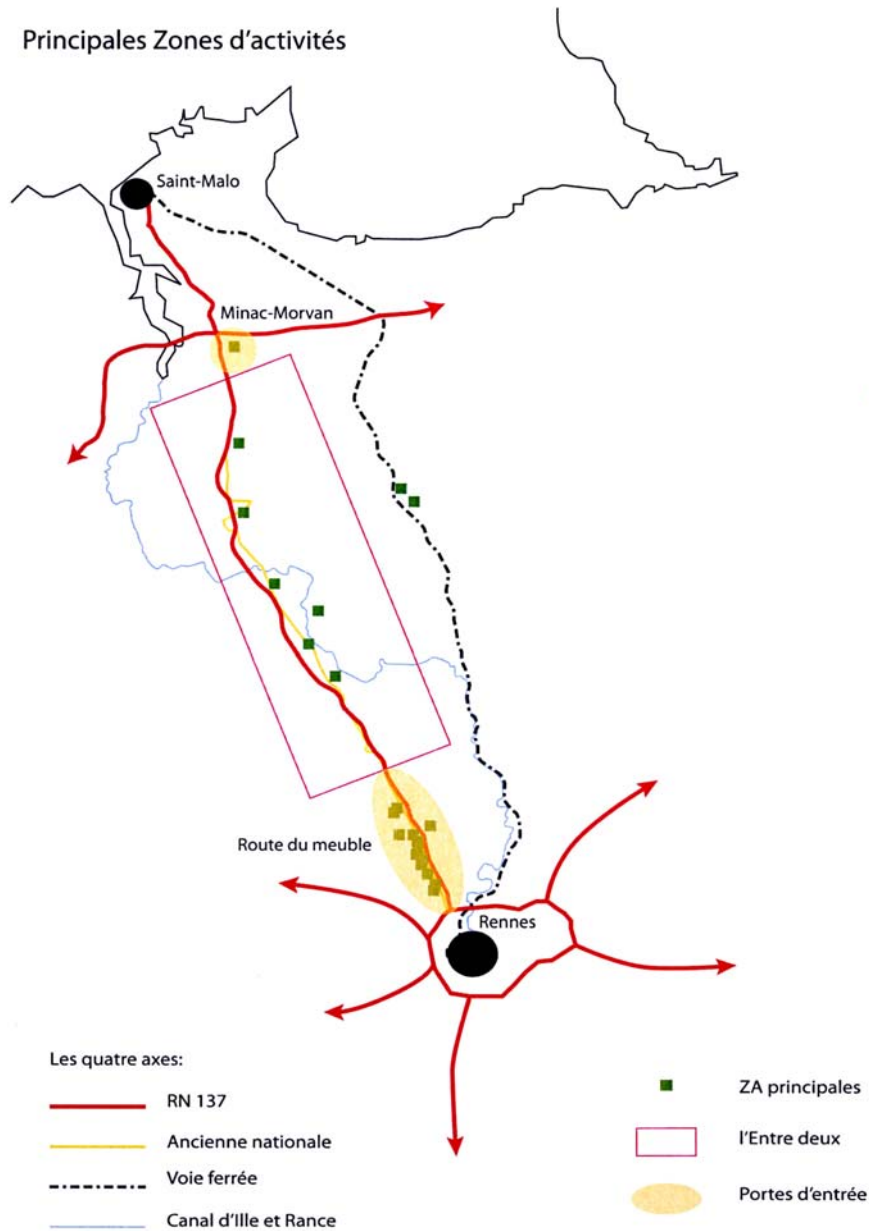 Principales Zones d'activités
Saint-Malo
Minac-Morvan
Route du meuble
Rennes
Les quatre axes:
RN 137
Ancienne nationale
Voie ferrée
Canal d'Ille et Rance
ZA principales
l'Entre deux
Portes d'entrée